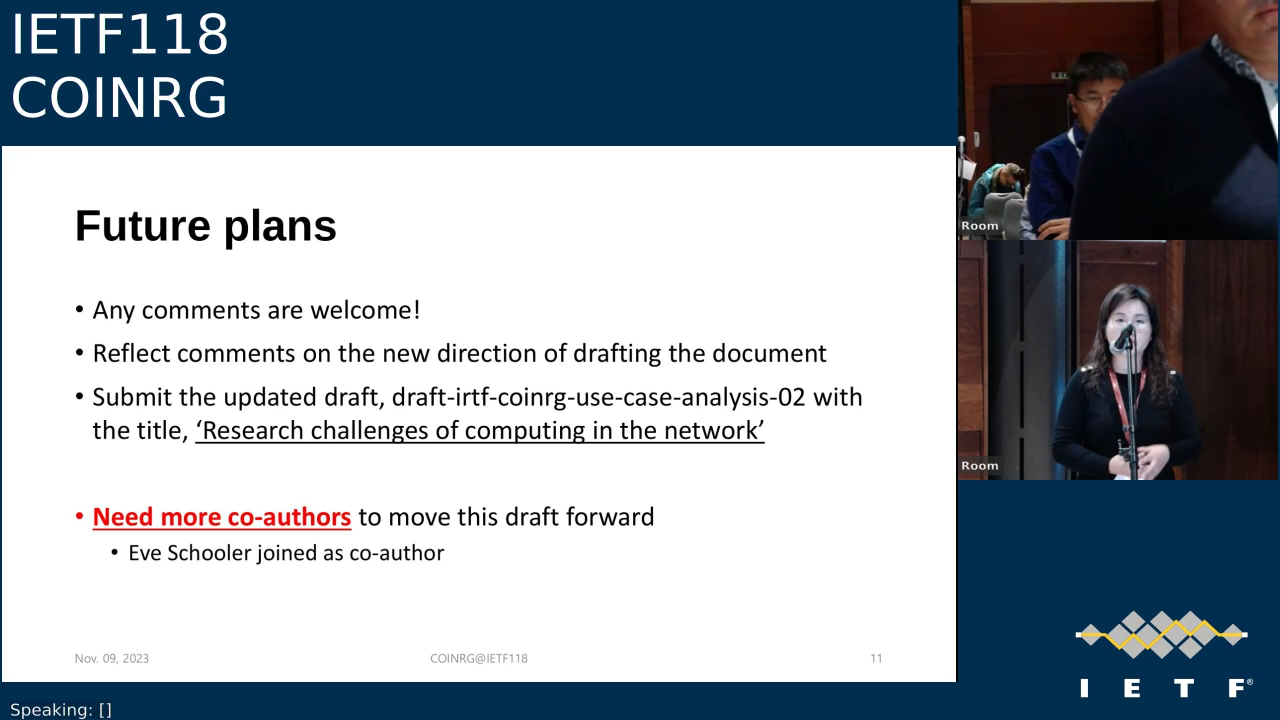 IETF118
COINRG
Future plans
• Any comments are welcome!
• Reflect comments on the new direction of drafting the document
• Submit the updated draft, draft-irtf-coinrg-use-case-analysis-02 with
the title, ‘Research challenges of computing in the network’
• Need more co-authors to move this draft forward
• Eve Schooler joined as co-author
Nov. 09, 2023
COINRG@IETF118
11
Room
Room
I E T F®
Speaking: []